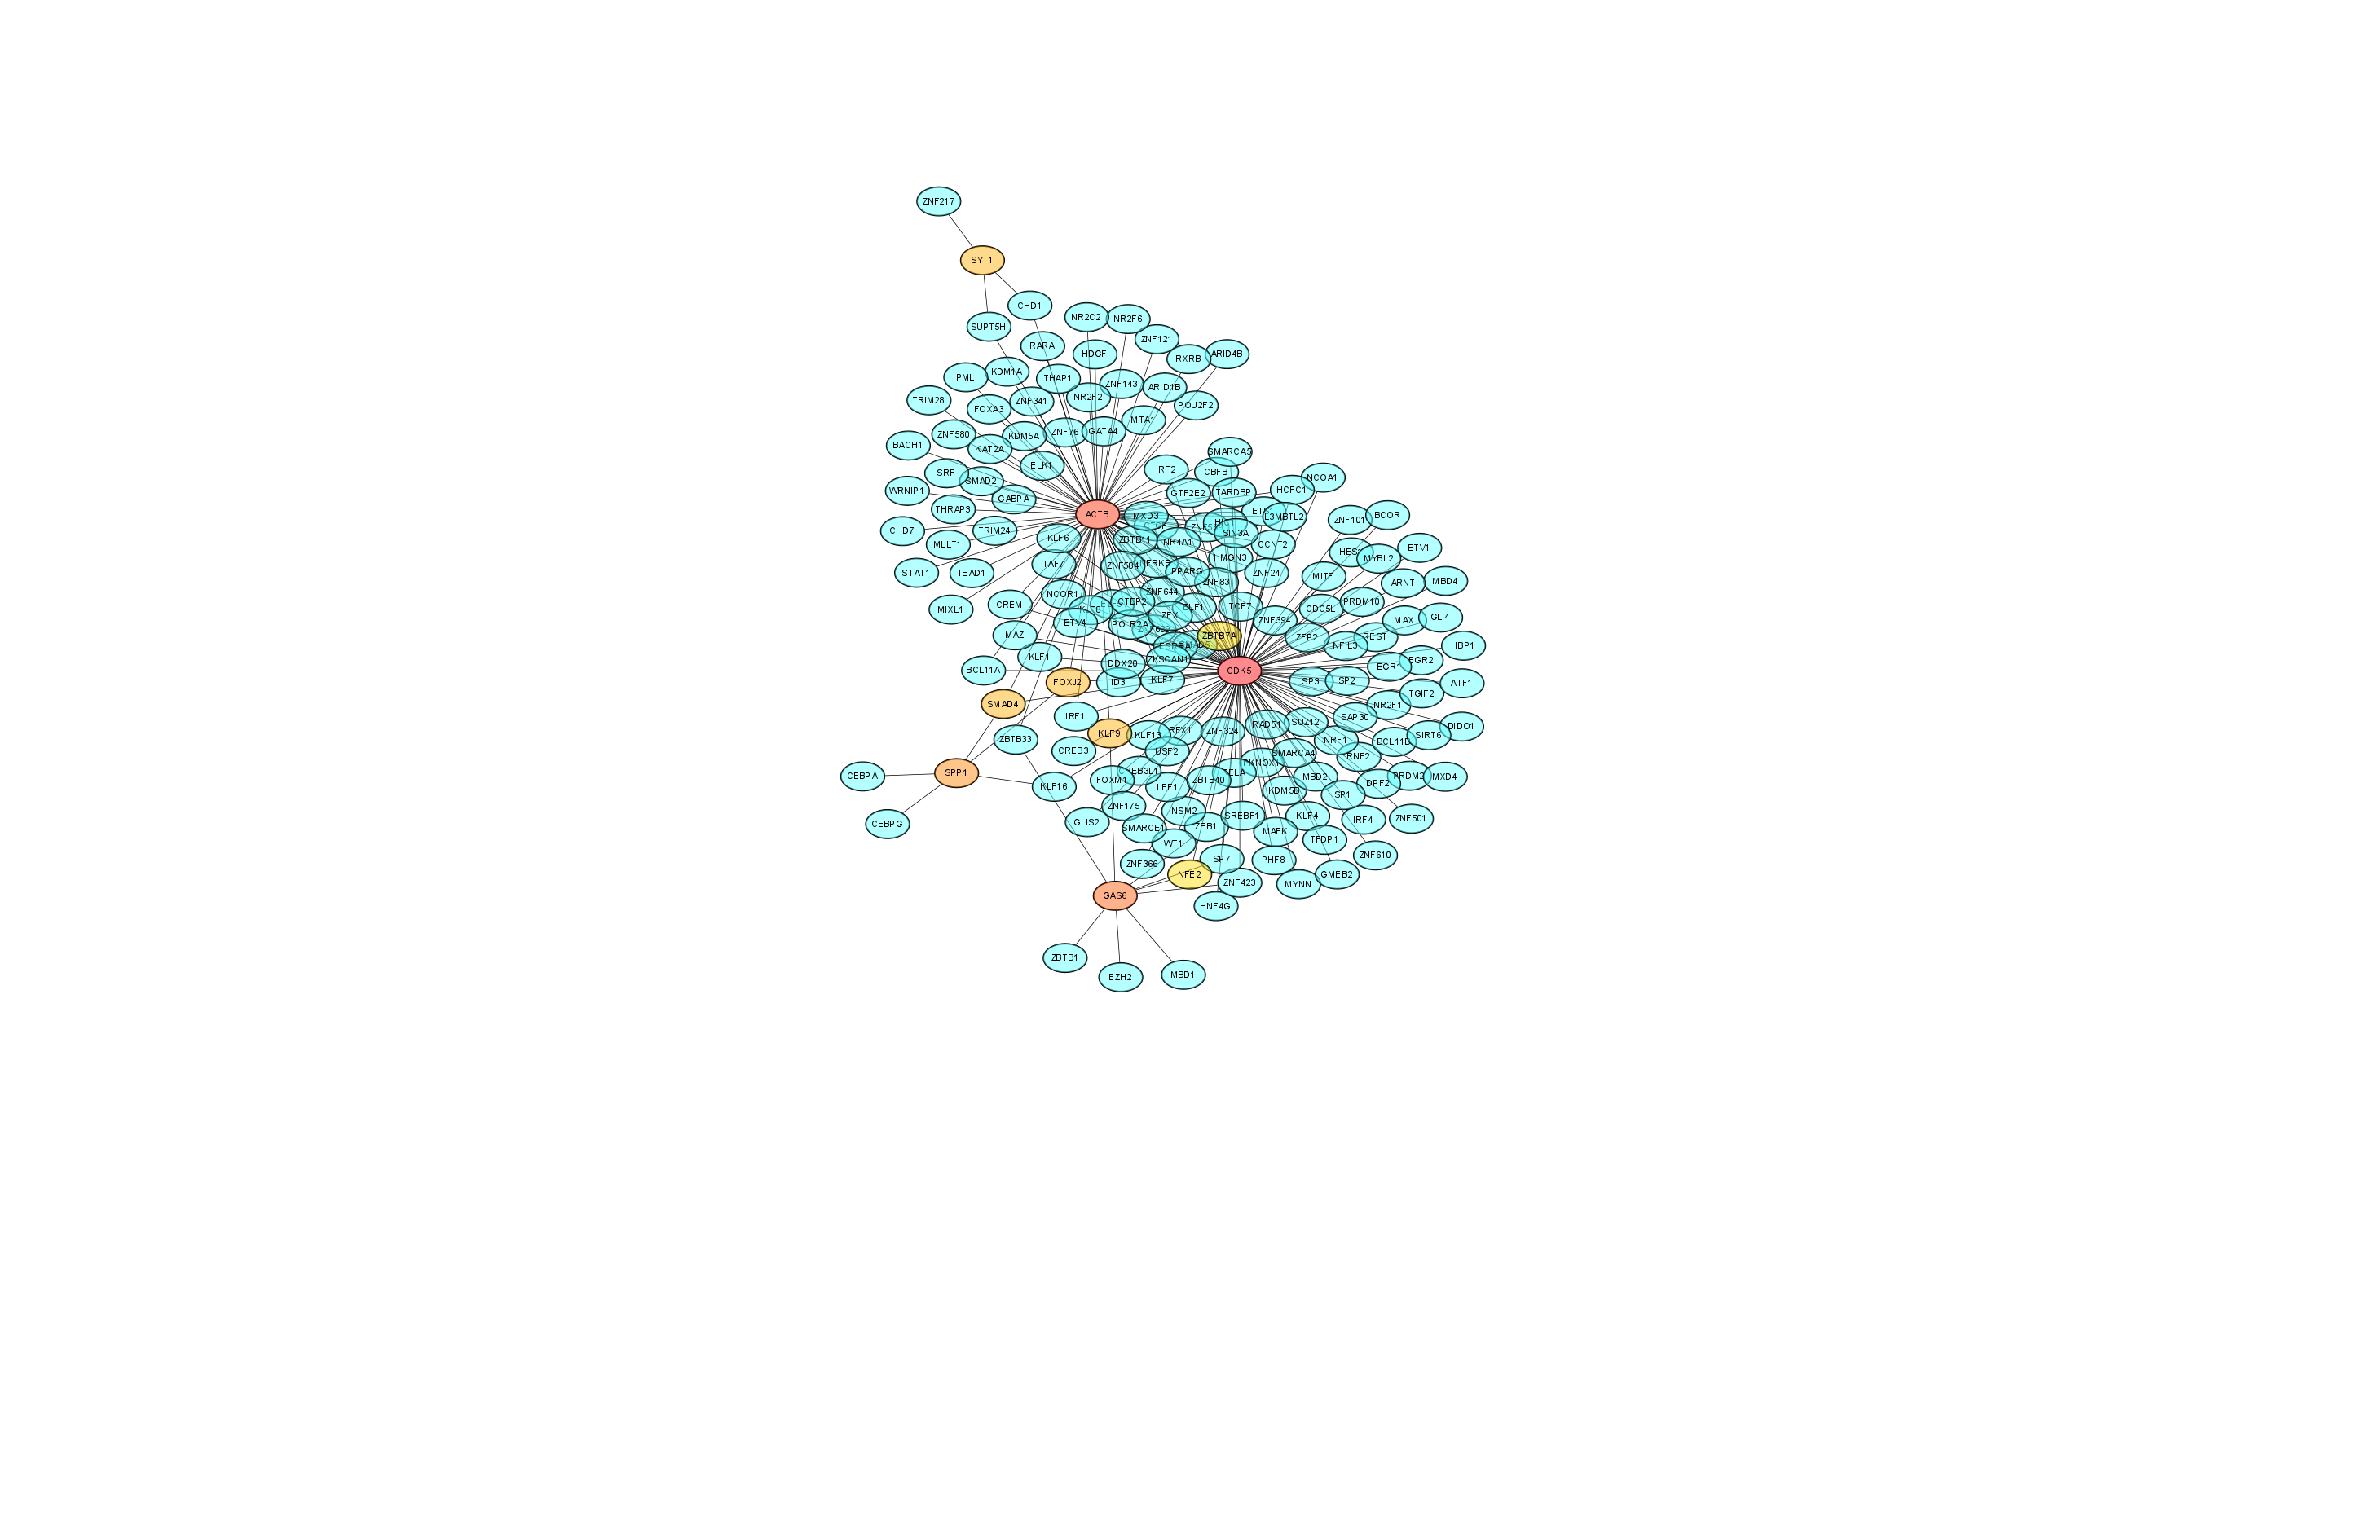 ZNF217
SYT1
CHD1
NR2C2
NR2F6
SUPT5H
ZNF121
RARA
HDGF
RXRB
ARID4B
KDM1A
PML
THAP1
ZNF143
ARID1B
NR2F2
TRIM28
ZNF341
FOXA3
POU2F2
MTA1
ZNF580
KDM5A
ZNF76
GATA4
BACH1
KAT2A
SMARCA5
ELK1
IRF2
CBFB
SRF
SMAD2
NCOA1
WRNIP1
GABPA
GTF2E2
TARDBP
HCFC1
THRAP3
ACTB
MXD3
L3MBTL2
ZNF101
BCOR
CHD7
TRIM24
SIN3A
MLLT1
KLF6
ZBTB11
NR4A1
CCNT2
HES1
ETV1
HMGN3
MYBL2
STAT1
TEAD1
TAF7
ZNF584
PPARG
ZNF24
MITF
ZNF83
ARNT
MBD4
ZNF644
NCOR1
CTBP2
PRDM10
CREM
MIXL1
KLF8
ELF1
TCF7
CDC5L
ZFX
ETV4
POLR2A
ZNF394
MAX
GLI4
MAZ
ZBTB7A
ZFP2
REST
NFIL3
HBP1
ESRRA
KLF1
ZKSCAN1
EGR2
BCL11A
DDX20
CDK5
EGR1
FOXJ2
ID3
KLF7
SP3
SP2
ATF1
SMAD4
TGIF2
NR2F1
IRF1
SAP30
ZBTB33
KLF9
KLF13
RFX1
ZNF324
RAD51
SUZ12
DIDO1
CREB3
USF2
NRF1
BCL11B
SIRT6
SMARCA4
RNF2
SPP1
CEBPA
CREB3L1
RELA
PKNOX1
FOXM1
ZBTB40
MBD2
PRDM2
MXD4
KLF16
LEF1
KDM5B
SP1
DPF2
ZNF175
INSM2
CEBPG
GLIS2
SMARCE1
ZEB1
SREBF1
KLF4
IRF4
ZNF501
MAFK
TFDP1
WT1
ZNF366
SP7
PHF8
ZNF610
NFE2
ZNF423
MYNN
GMEB2
GAS6
HNF4G
ZBTB1
EZH2
MBD1